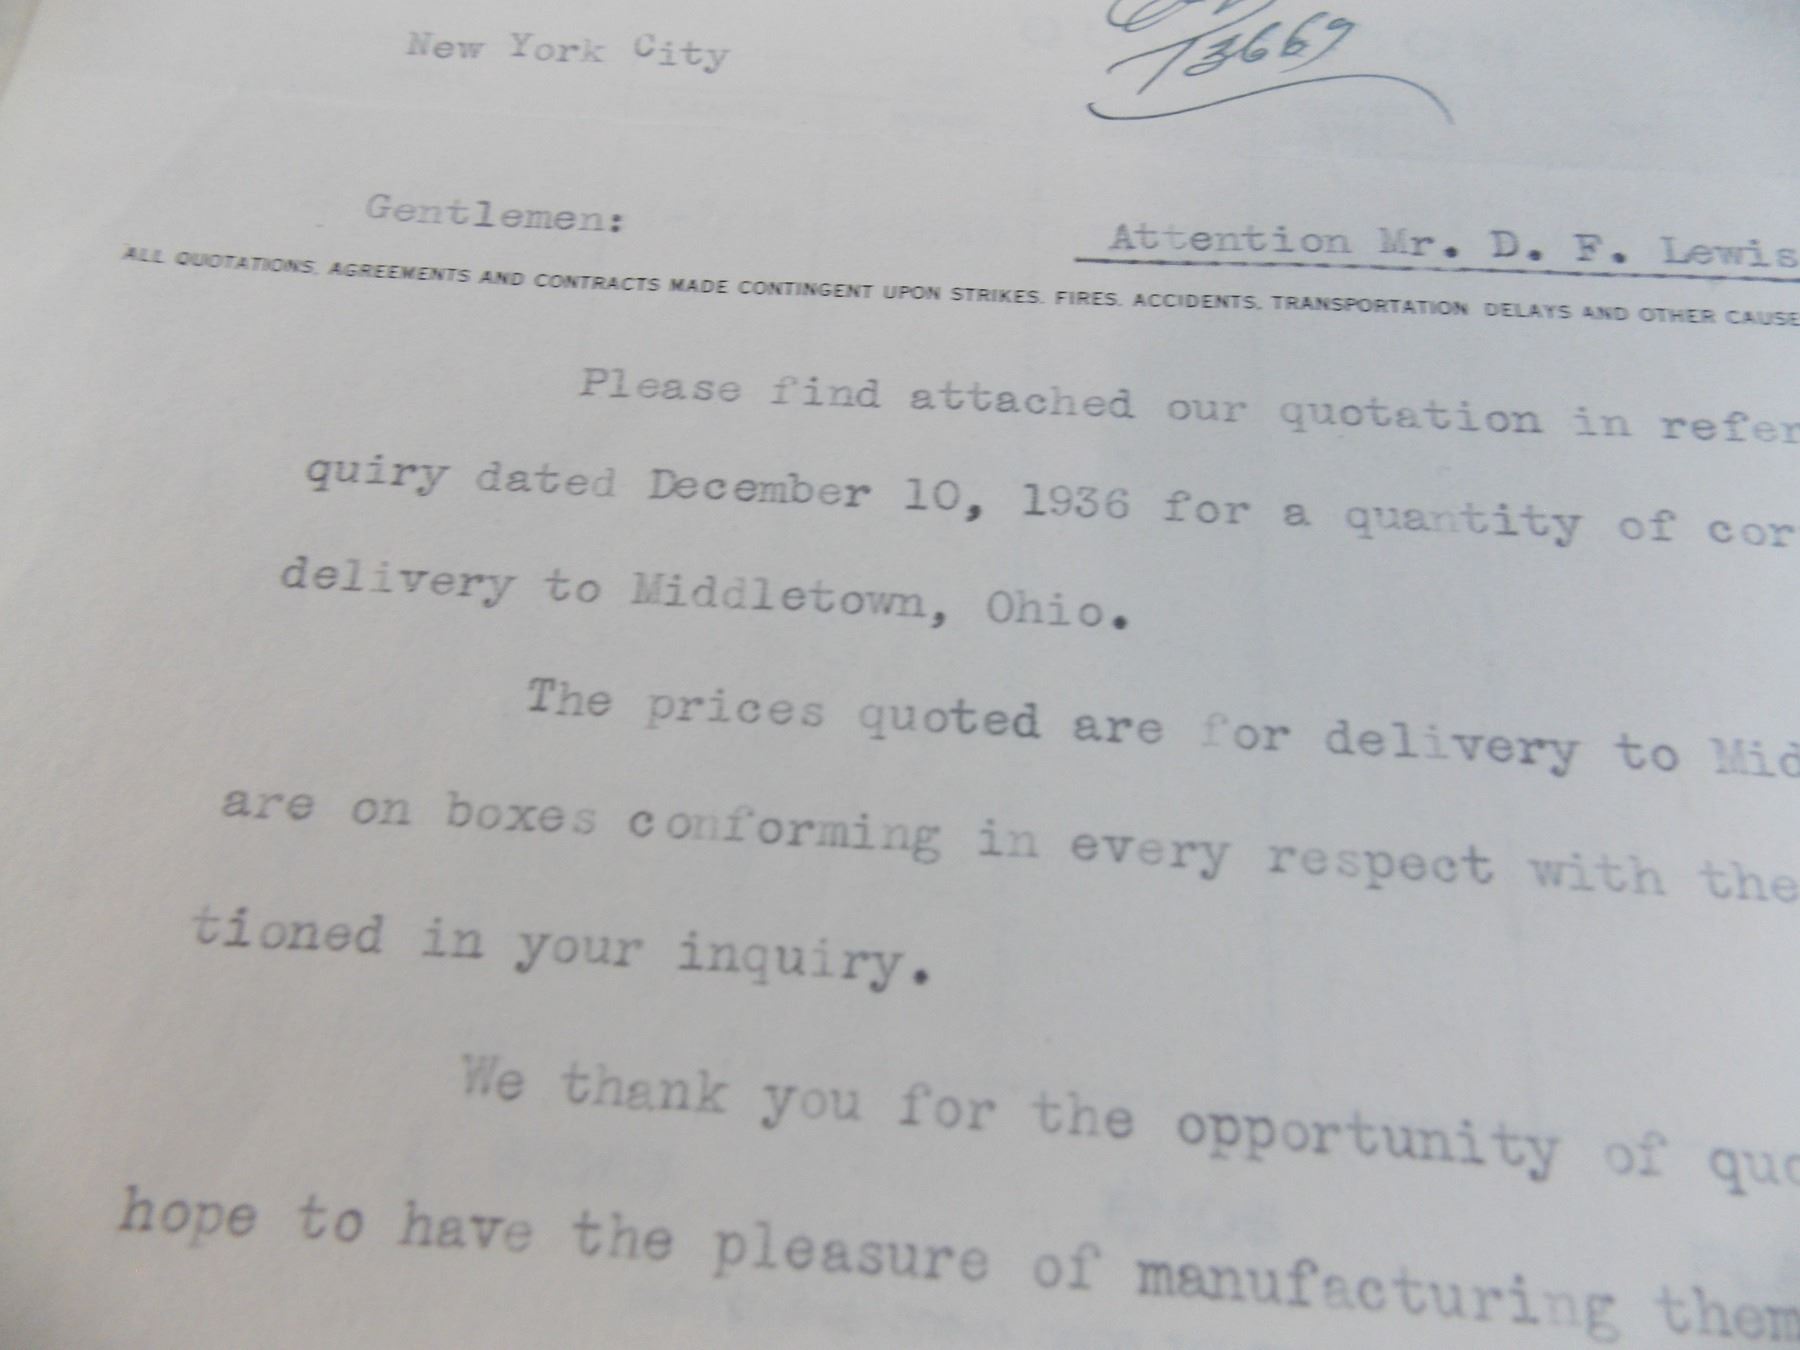 New York City
13669
Gentlemen:
Attention Mr. D. F. Lewis
ALL QUOTATIONS, AGREEMENTS AND CONTRACTS MADE CONTINGENT UPON STRIKES, FIRES, ACCIDENTS, TRANSPORTATION DELAYS AND OTHER CAUSE
Please find attached our quotation in refer
quiry dated December 10, 1936 for a quantity of cor
delivery to Middletown, Ohio.
The prices quoted are for delivery to Mid
are on boxes conforming in every respect with the
tioned in your inquiry.
We thank you for the opportunity of quo
hope to have the pleasure of manufacturing them